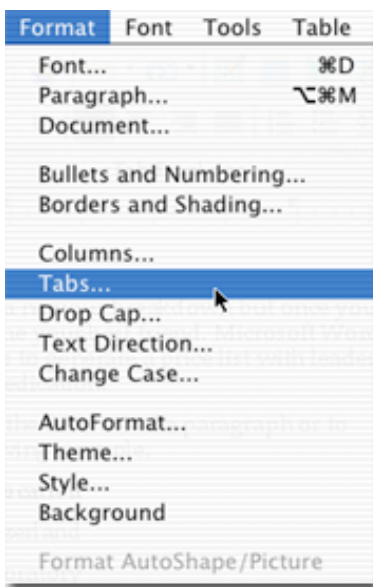 Format Font Tools Table
Font... ⌘D
Paragraph... ⌥⌘M
Document...
Bullets and Numbering...
Borders and Shading...
Columns...
Tabs...
Drop Cap...
Text Direction...
Change Case...
AutoFormat...
Theme...
Style...
Background
Format AutoShape/Picture